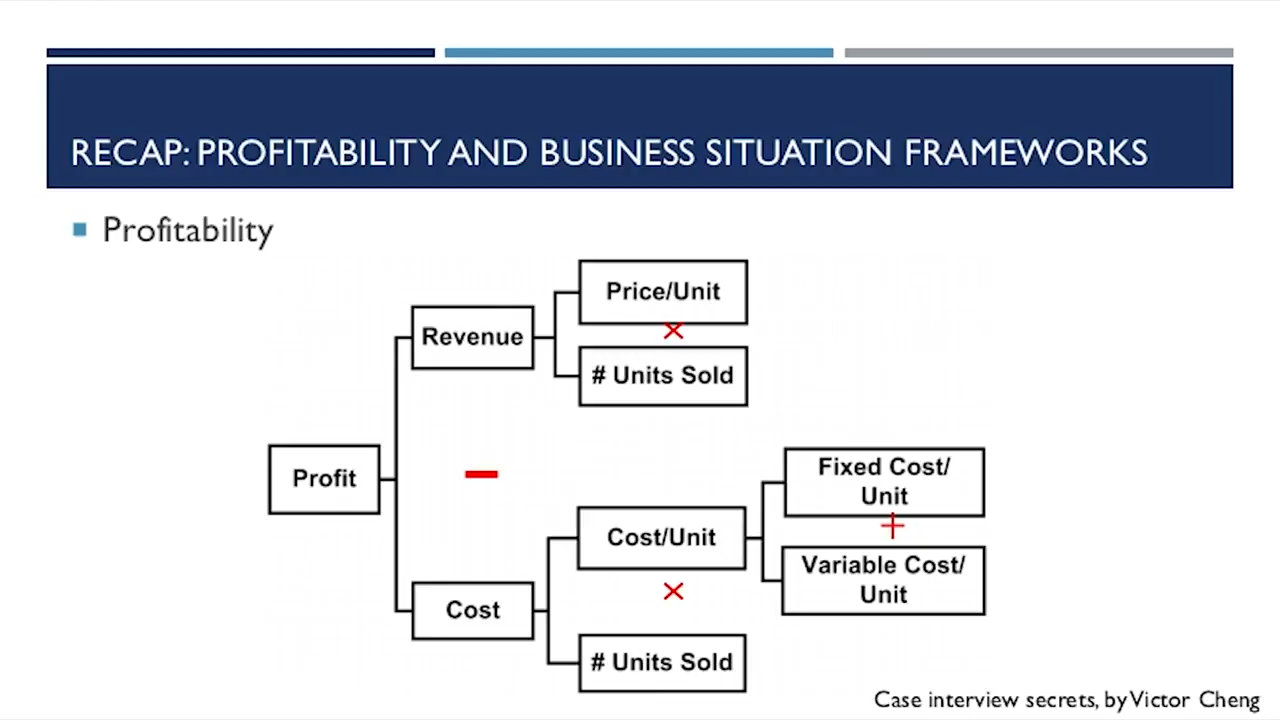 RECAP: PROFITABILITY AND BUSINESS SITUATION FRAMEWORKS
Profitability
Price/Unit
×
Revenue
# Units Sold
Profit
−
Fixed Cost/
Unit
+
Cost/Unit
Variable Cost/
Unit
×
Cost
# Units Sold
Case interview secrets, by Victor Cheng